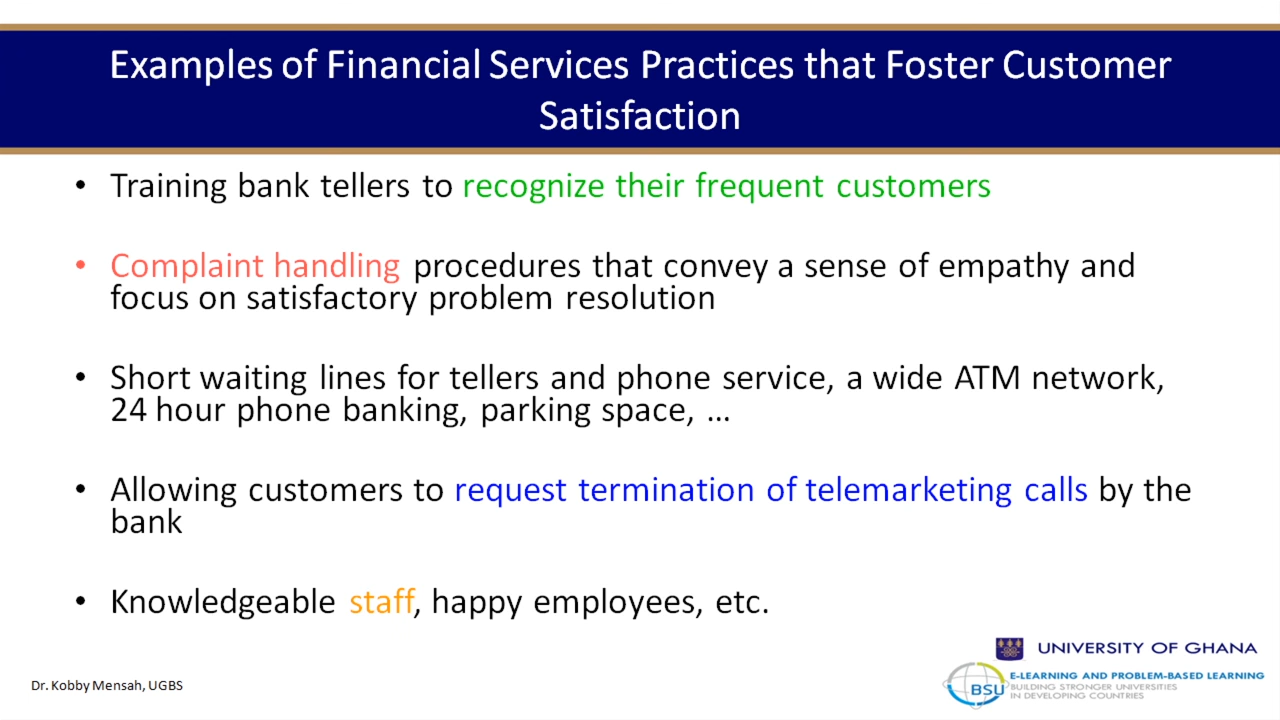 Examples of Financial Services Practices that Foster Customer
Satisfaction
• Training bank tellers to recognize their frequent customers
• Complaint handling procedures that convey a sense of empathy and
focus on satisfactory problem resolution
• Short waiting lines for tellers and phone service, a wide ATM network,
24 hour phone banking, parking space, …
• Allowing customers to request termination of telemarketing calls by the
bank
• Knowledgeable staff, happy employees, etc.
UNIVERSITY OF GHANA
BSU
E-LEARNING AND PROBLEM-BASED LEARNING
BUILDING STRONGER UNIVERSITIES
IN DEVELOPING COUNTRIES
Dr. Kobby Mensah, UGBS